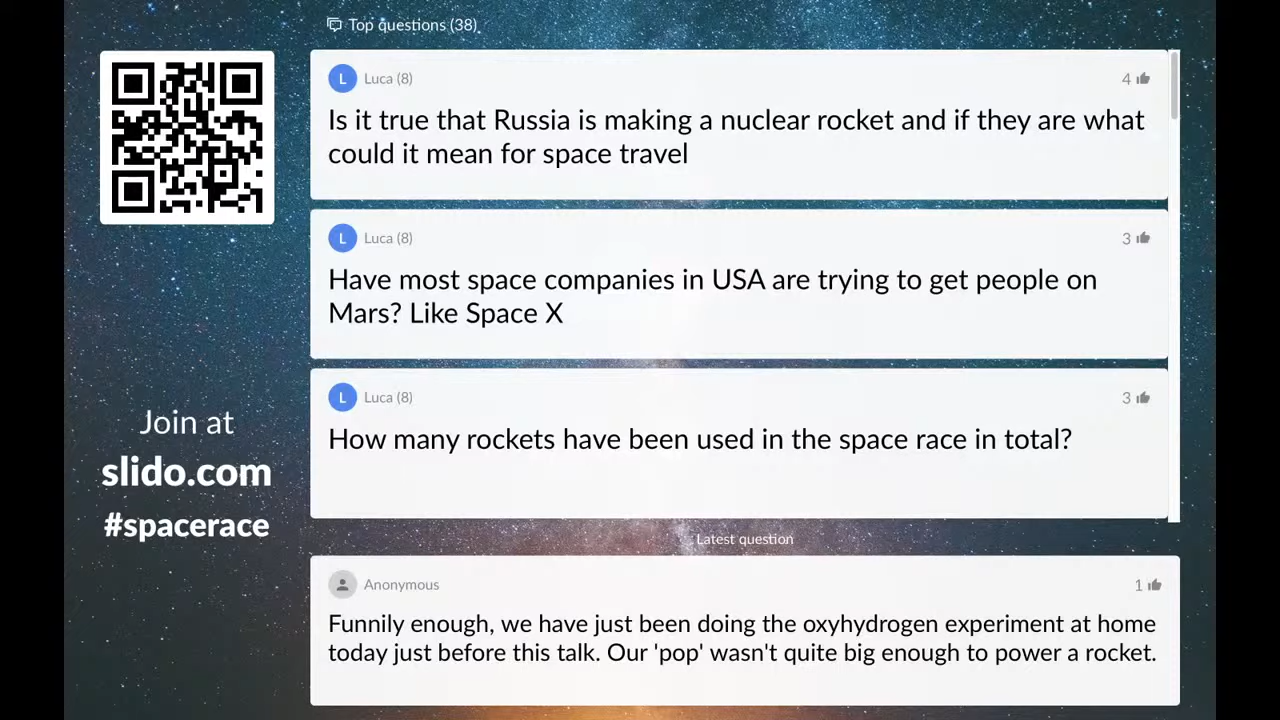 Top questions (38)
L Luca (8) 4
Is it true that Russia is making a nuclear rocket and if they are what
could it mean for space travel
L Luca (8) 3
Have most space companies in USA are trying to get people on
Mars? Like Space X
L Luca (8) 3
How many rockets have been used in the space race in total?
Join at
slido.com
#spacerace
Latest question
Anonymous 1
Funnily enough, we have just been doing the oxyhydrogen experiment at home
today just before this talk. Our 'pop' wasn't quite big enough to power a rocket.